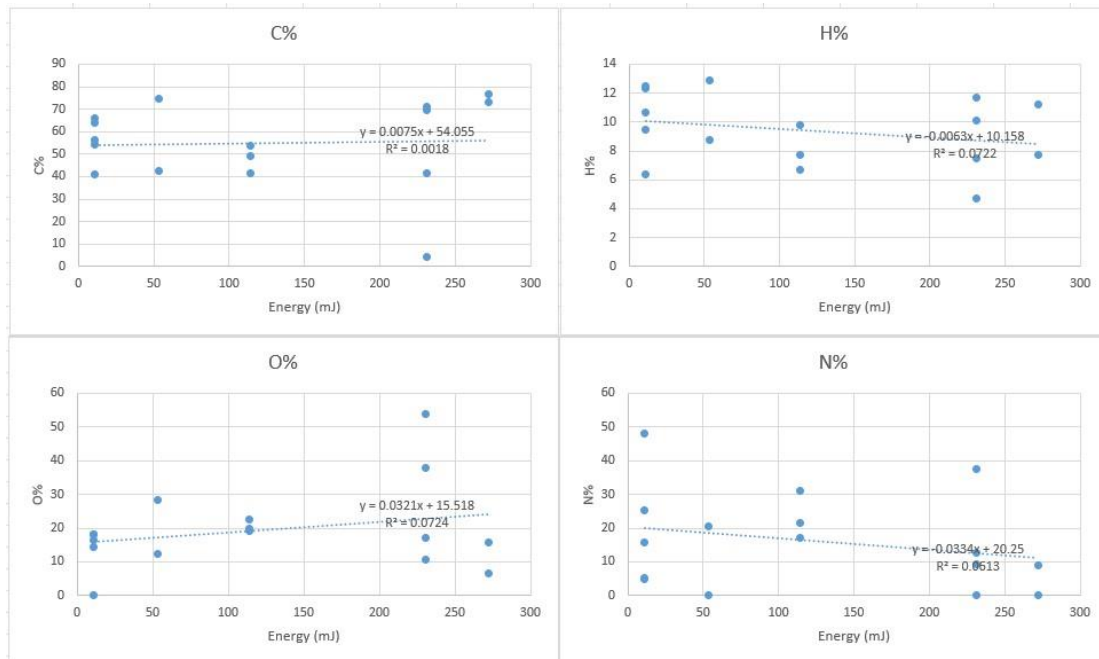 C%
90
80
70
60
50
40
30
20
10
0
C%
y = 0.0075x + 54.055
R² = 0.0018
0 50 100 150 200 250 300
Energy (mJ)
H%
14
12
10
8
6
4
2
0
H%
y = -0.0063x + 10.158
R² = 0.0722
0 50 100 150 200 250 300
Energy (mJ)
O%
60
50
40
30
20
10
0
O%
y = 0.0321x + 15.518
R² = 0.0724
0 50 100 150 200 250 300
Energy (mJ)
N%
60
50
40
30
20
10
0
N%
y = -0.0334x + 20.25
R² = 0.0613
0 50 100 150 200 250 300
Energy (mJ)